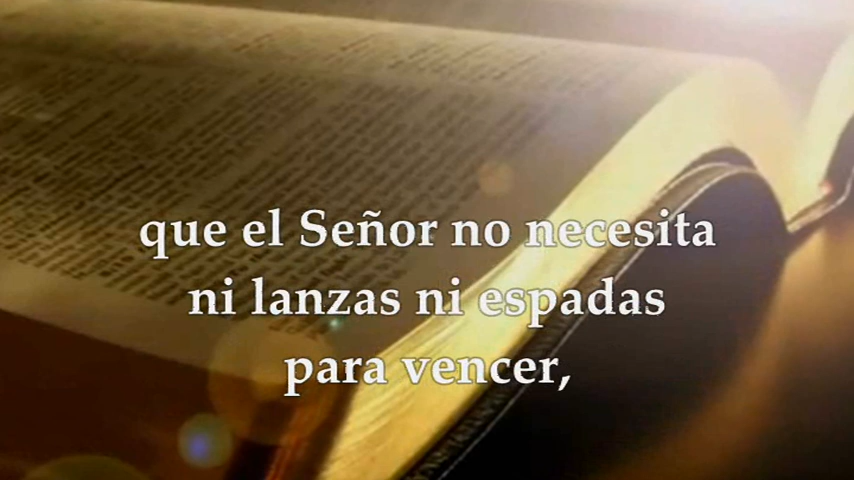 que el Señor no necesita
ni lanzas ni espadas
para vencer,